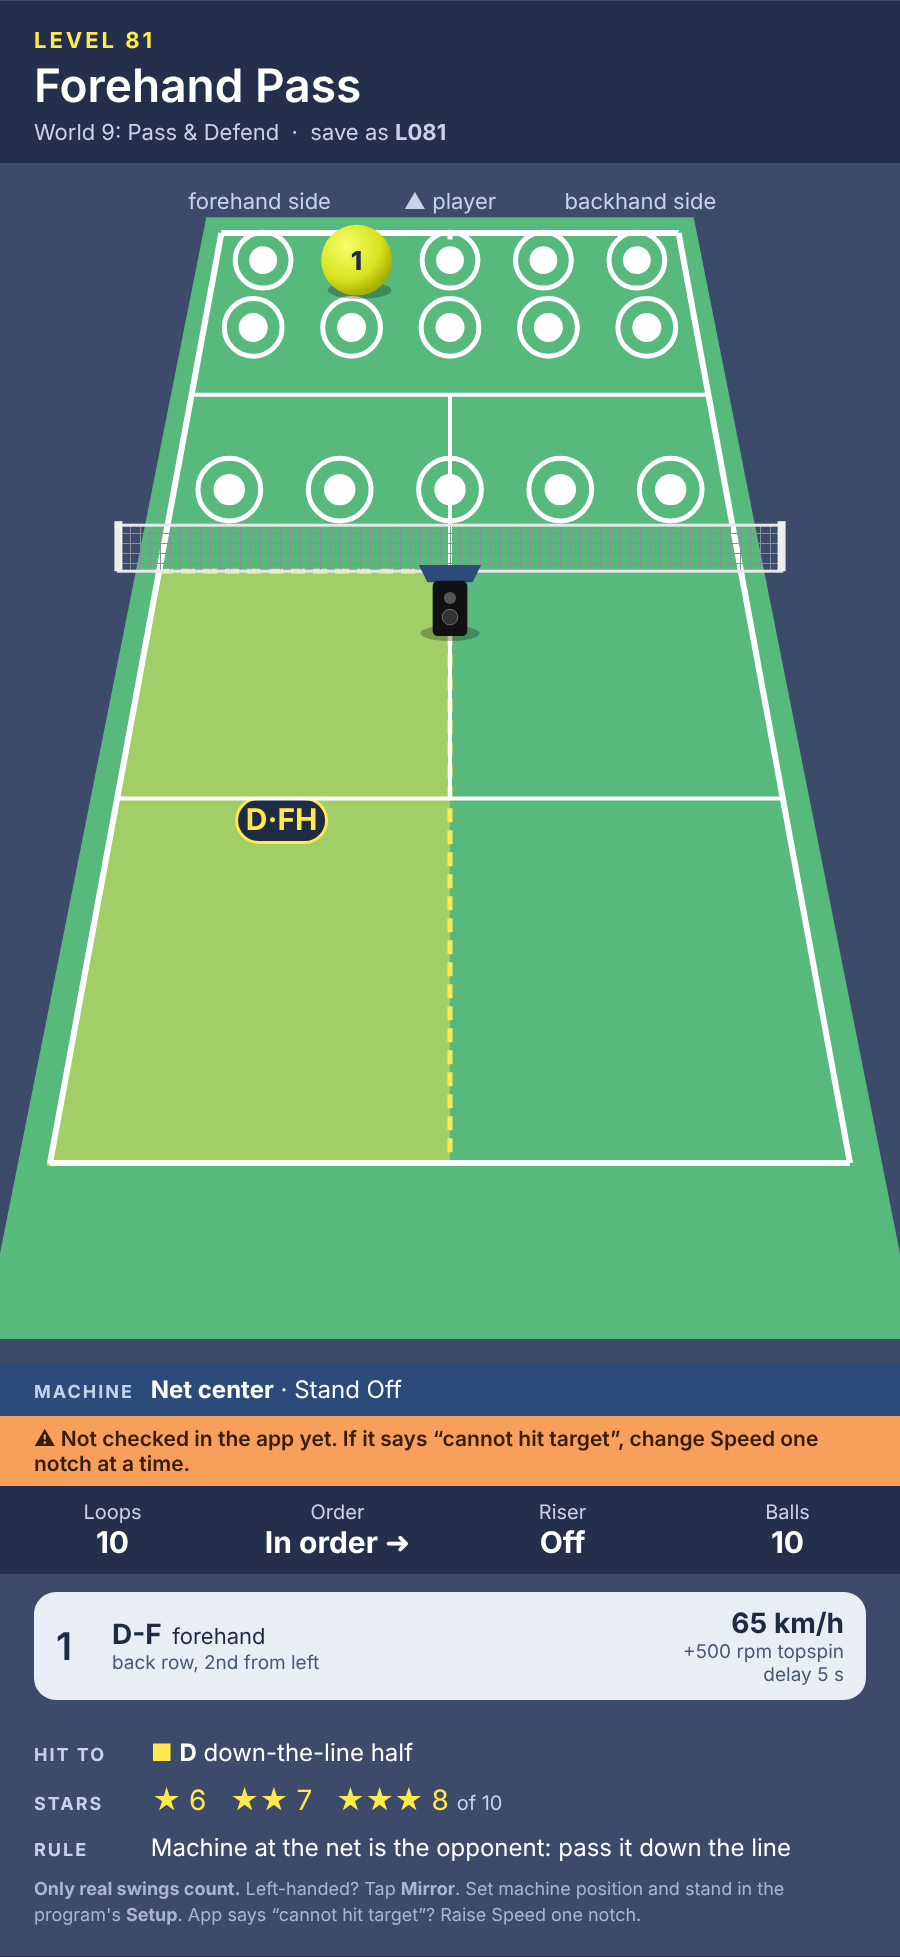 LEVEL 81
Forehand Pass
World 9: Pass & Defend · save as L081
forehand side ▲ player backhand side
1
D·FH
MACHINE Net center · Stand Off
⚠ Not checked in the app yet. If it says “cannot hit target”, change Speed one
notch at a time.
Loops Order Riser Balls
10 In order ➜ Off 10
1 D-F forehand 65 km/h
back row, 2nd from left +500 rpm topspin
delay 5 s
HIT TO ■ D down-the-line half
STARS ★ 6 ★★ 7 ★★★ 8 of 10
RULE Machine at the net is the opponent: pass it down the line
Only real swings count. Left-handed? Tap Mirror. Set machine position and stand in the
program's Setup. App says “cannot hit target”? Raise Speed one notch.